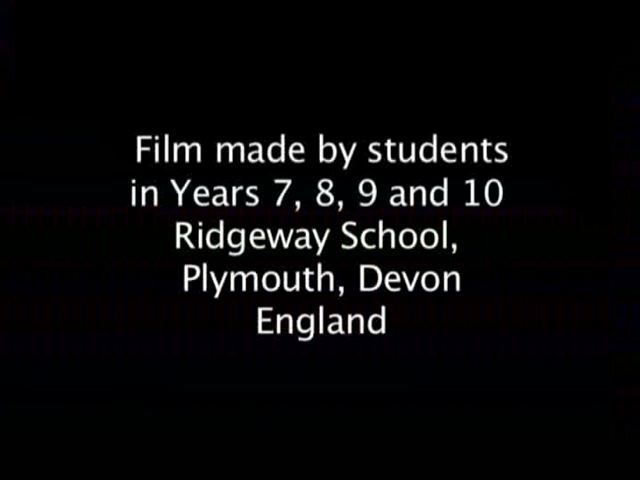 Film made by students
in Years 7, 8, 9 and 10
Ridgeway School,
Plymouth, Devon
England